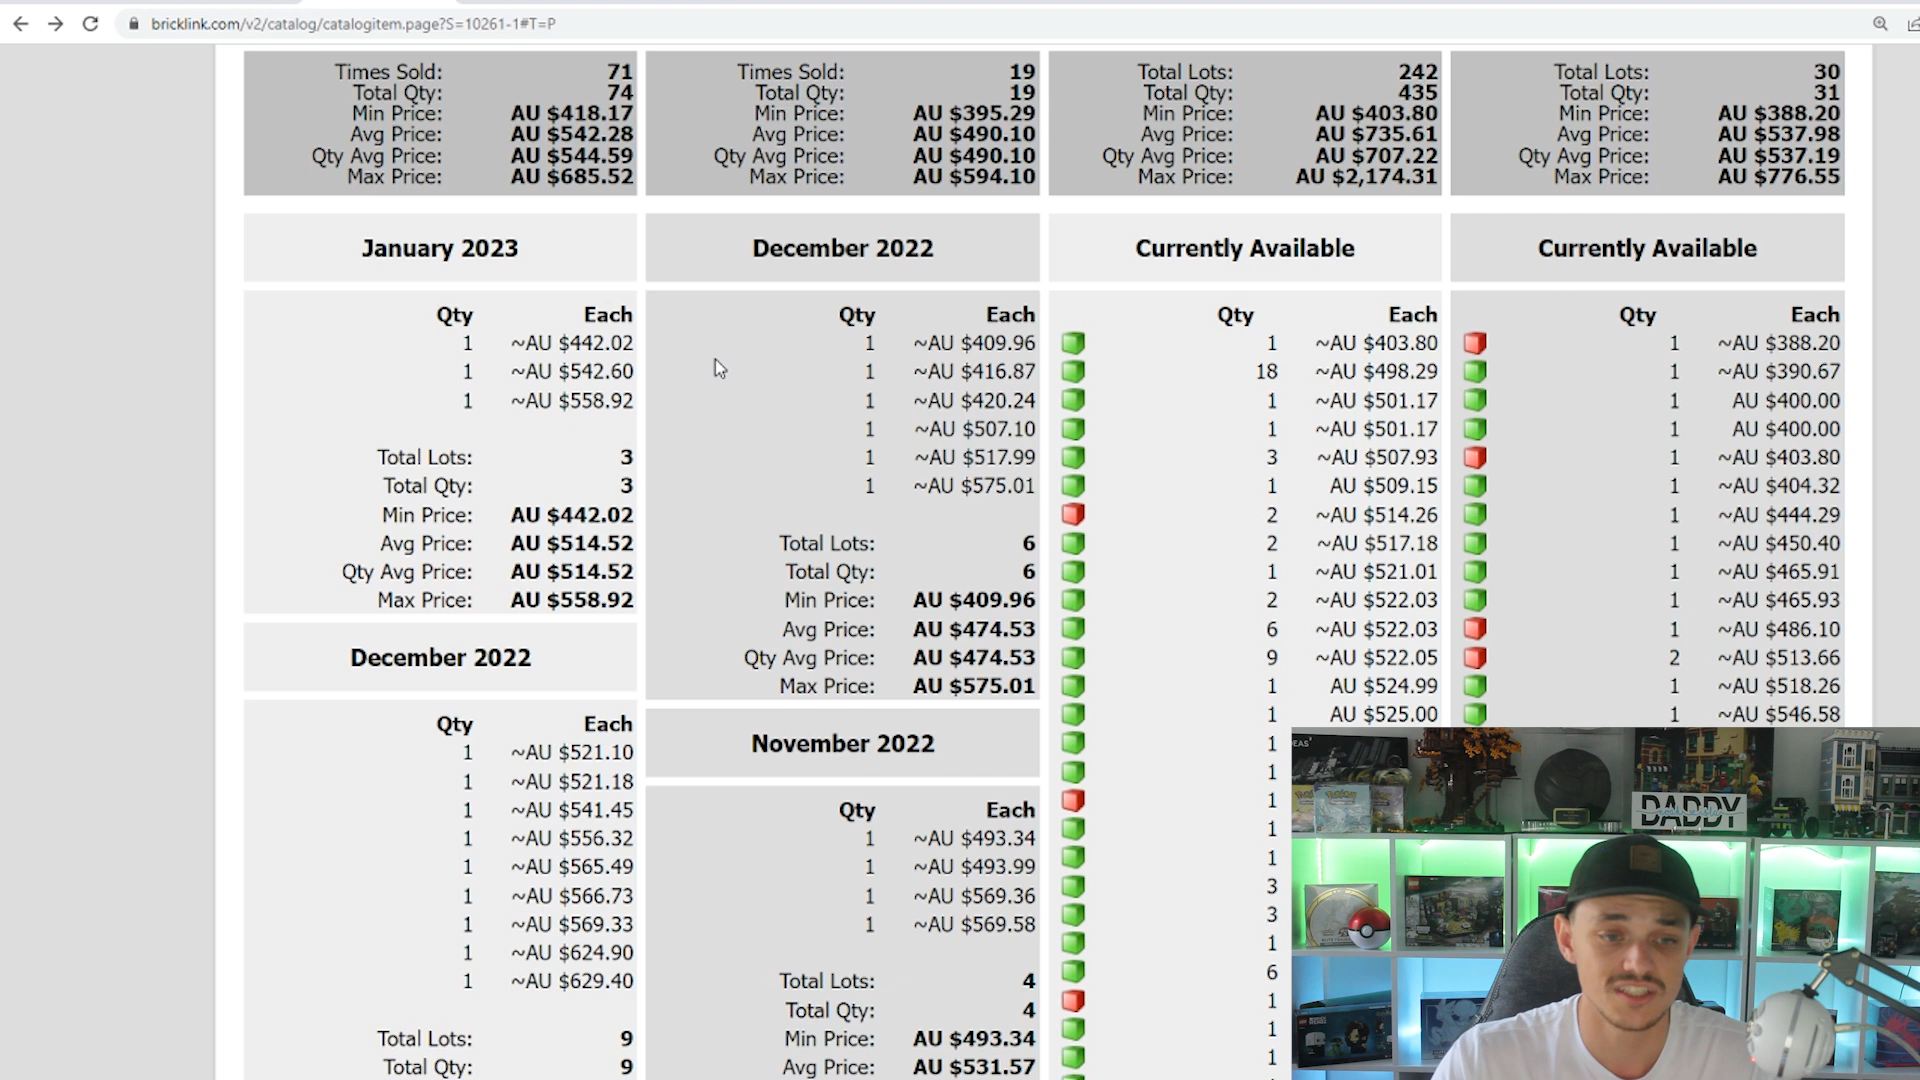 bricklink.com/v2/catalog/catalogitem.page?S=10261-1#T=P
Times Sold: 71
Total Qty: 74
Min Price: AU $418.17
Avg Price: AU $542.28
Qty Avg Price: AU $544.59
Max Price: AU $685.52
Times Sold: 19
Total Qty: 19
Min Price: AU $395.29
Avg Price: AU $490.10
Qty Avg Price: AU $490.10
Max Price: AU $594.10
Total Lots: 242
Total Qty: 435
Min Price: AU $403.80
Avg Price: AU $735.61
Qty Avg Price: AU $707.22
Max Price: AU $2,174.31
Total Lots: 30
Total Qty: 31
Min Price: AU $388.20
Avg Price: AU $537.98
Qty Avg Price: AU $537.19
Max Price: AU $776.55
January 2023
Qty Each
1 ~AU $442.02
1 ~AU $542.60
1 ~AU $558.92
Total Lots: 3
Total Qty: 3
Min Price: AU $442.02
Avg Price: AU $514.52
Qty Avg Price: AU $514.52
Max Price: AU $558.92
December 2022
Qty Each
1 ~AU $521.10
1 ~AU $521.18
1 ~AU $541.45
1 ~AU $556.32
1 ~AU $565.49
1 ~AU $566.73
1 ~AU $569.33
1 ~AU $624.90
1 ~AU $629.40
Total Lots: 9
Total Qty: 9
December 2022
Qty Each
1 ~AU $409.96
1 ~AU $416.87
1 ~AU $420.24
1 ~AU $507.10
1 ~AU $517.99
1 ~AU $575.01
Total Lots: 6
Total Qty: 6
Min Price: AU $409.96
Avg Price: AU $474.53
Qty Avg Price: AU $474.53
Max Price: AU $575.01
November 2022
Qty Each
1 ~AU $493.34
1 ~AU $493.99
1 ~AU $569.36
1 ~AU $569.58
Total Lots: 4
Total Qty: 4
Min Price: AU $493.34
Avg Price: AU $531.57
Currently Available
Qty Each
1 ~AU $403.80
18 ~AU $498.29
1 ~AU $501.17
1 ~AU $501.17
3 ~AU $507.93
1 AU $509.15
2 ~AU $514.26
2 ~AU $517.18
1 ~AU $521.01
2 ~AU $522.03
6 ~AU $522.03
9 ~AU $522.05
1 AU $524.99
1 AU $525.00
1
1
1
1
1
3
3
1
6
1
1
1
Currently Available
Qty Each
1 ~AU $388.20
1 ~AU $390.67
1 AU $400.00
1 AU $400.00
1 ~AU $403.80
1 ~AU $404.32
1 ~AU $444.29
1 ~AU $450.40
1 ~AU $465.91
1 ~AU $465.93
1 ~AU $486.10
2 ~AU $513.66
1 ~AU $518.26
1 ~AU $546.58
DADDY